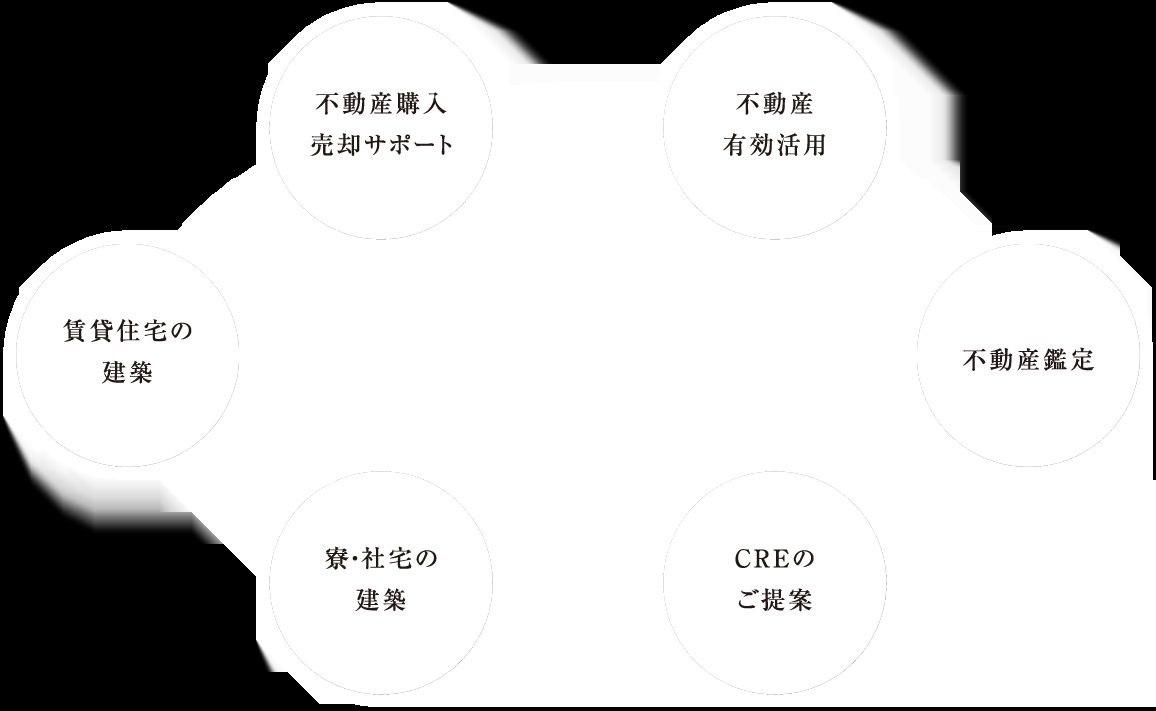 不動産購入
売却サポート
不動産
有効活用
賃貸住宅の
建築
不動産鑑定
寮・社宅の
建築
CREの
ご提案